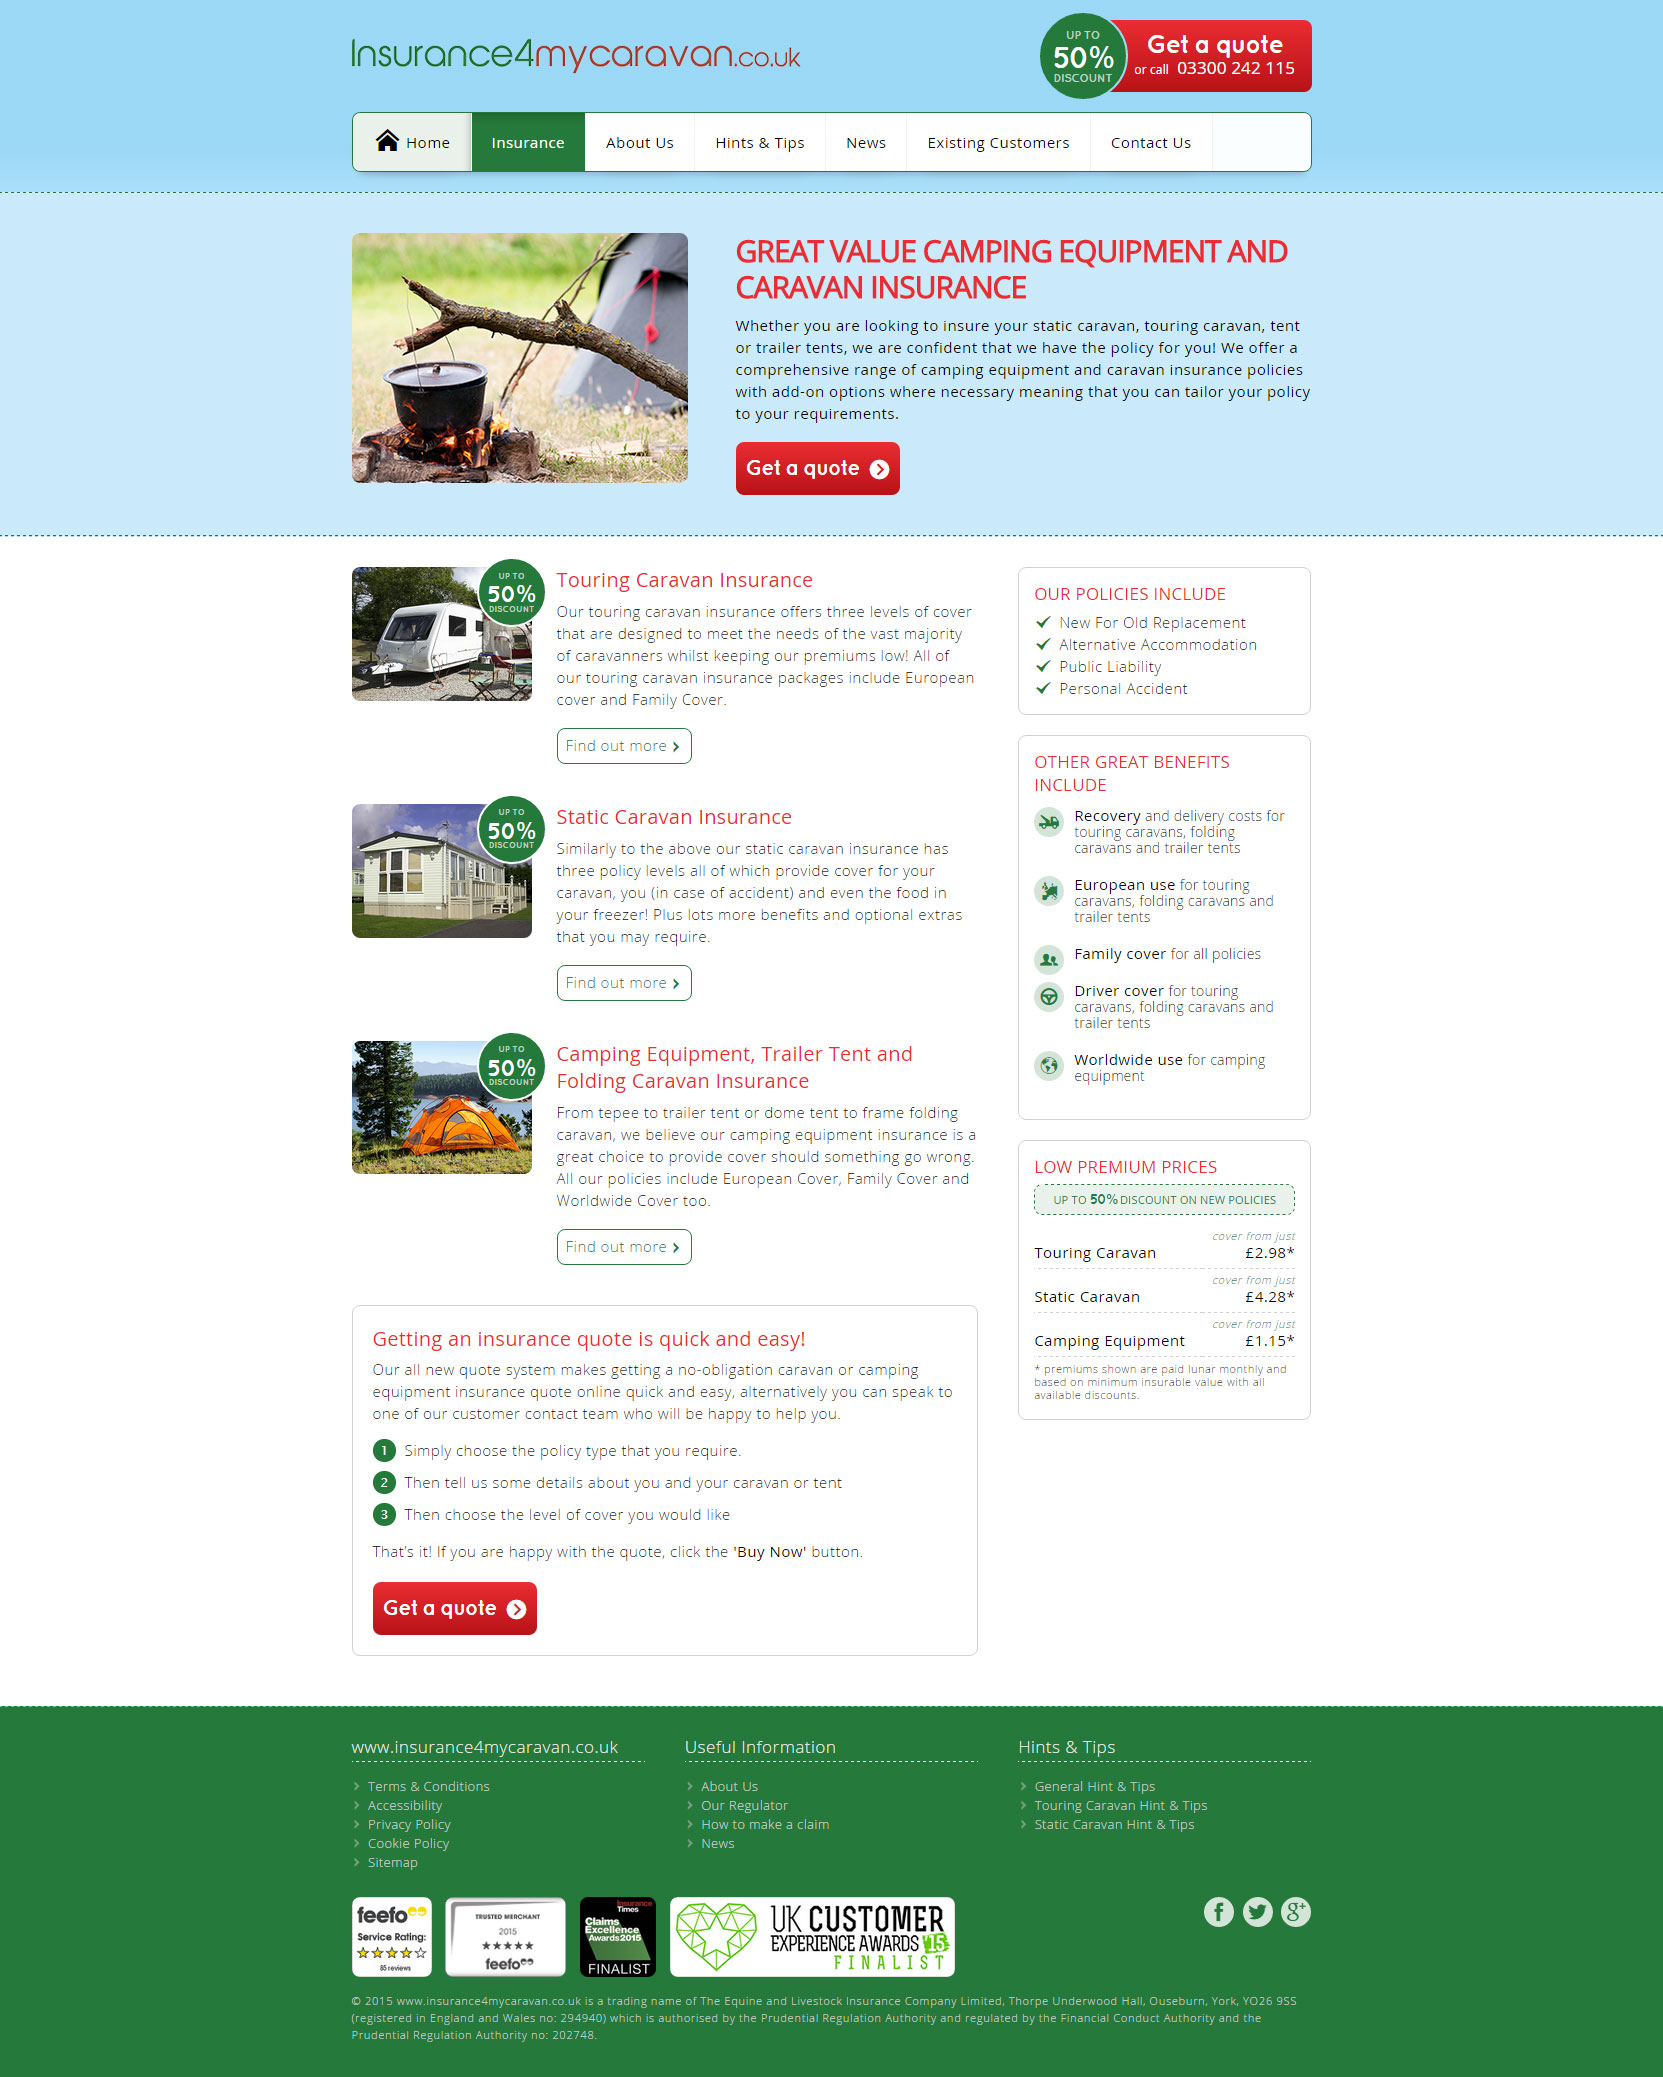 Insurance4mycaravan.co.uk
UP TO
50%
DISCOUNT
Get a quote
or call 03300 242 115
Home
Insurance
About Us
Hints & Tips
News
Existing Customers
Contact Us
GREAT VALUE CAMPING EQUIPMENT AND
CARAVAN INSURANCE
Whether you are looking to insure your static caravan, touring caravan, tent
or trailer tents, we are confident that we have the policy for you! We offer a
comprehensive range of camping equipment and caravan insurance policies
with add-on options where necessary meaning that you can tailor your policy
to your requirements.
Get a quote
UP TO
50%
DISCOUNT
Touring Caravan Insurance
Our touring caravan insurance offers three levels of cover
that are designed to meet the needs of the vast majority
of caravanners whilst keeping our premiums low! All of
our touring caravan insurance packages include European
cover and Family Cover.
Find out more
UP TO
50%
DISCOUNT
Static Caravan Insurance
Similarly to the above our static caravan insurance has
three policy levels all of which provide cover for your
caravan, you (in case of accident) and even the food in
your freezer! Plus lots more benefits and optional extras
that you may require.
Find out more
UP TO
50%
DISCOUNT
Camping Equipment, Trailer Tent and
Folding Caravan Insurance
From tepee to trailer tent or dome tent to frame folding
caravan, we believe our camping equipment insurance is a
great choice to provide cover should something go wrong.
All our policies include European Cover, Family Cover and
Worldwide Cover too.
Find out more
Getting an insurance quote is quick and easy!
Our all new quote system makes getting a no-obligation caravan or camping
equipment insurance quote online quick and easy, alternatively you can speak to
one of our customer contact team who will be happy to help you.
1 Simply choose the policy type that you require.
2 Then tell us some details about you and your caravan or tent
3 Then choose the level of cover you would like
That's it! If you are happy with the quote, click the 'Buy Now' button.
Get a quote
OUR POLICIES INCLUDE
New For Old Replacement
Alternative Accommodation
Public Liability
Personal Accident
OTHER GREAT BENEFITS
INCLUDE
Recovery and delivery costs for
touring caravans, folding
caravans and trailer tents
European use for touring
caravans, folding caravans and
trailer tents
Family cover for all policies
Driver cover for touring
caravans, folding caravans and
trailer tents
Worldwide use for camping
equipment
LOW PREMIUM PRICES
UP TO 50% DISCOUNT ON NEW POLICIES
cover from just
Touring Caravan £2.98*
cover from just
Static Caravan £4.28*
cover from just
Camping Equipment £1.15*
* premiums shown are paid lunar monthly and
based on minimum insurable value with all
available discounts.
www.insurance4mycaravan.co.uk
Terms & Conditions
Accessibility
Privacy Policy
Cookie Policy
Sitemap
Useful Information
About Us
Our Regulator
How to make a claim
News
Hints & Tips
General Hint & Tips
Touring Caravan Hint & Tips
Static Caravan Hint & Tips
feefo
Service Rating:
85 reviews
TRUSTED MERCHANT
2015
feefo
Insurance
Times
Claims
Excellence
Awards2015
FINALIST
UK CUSTOMER
EXPERIENCE AWARDS '15
FINALIST
© 2015 www.insurance4mycaravan.co.uk is a trading name of The Equine and Livestock Insurance Company Limited, Thorpe Underwood Hall, Ouseburn, York, YO26 9SS
(registered in England and Wales no: 294940) which is authorised by the Prudential Regulation Authority and regulated by the Financial Conduct Authority and the
Prudential Regulation Authority no: 202748.